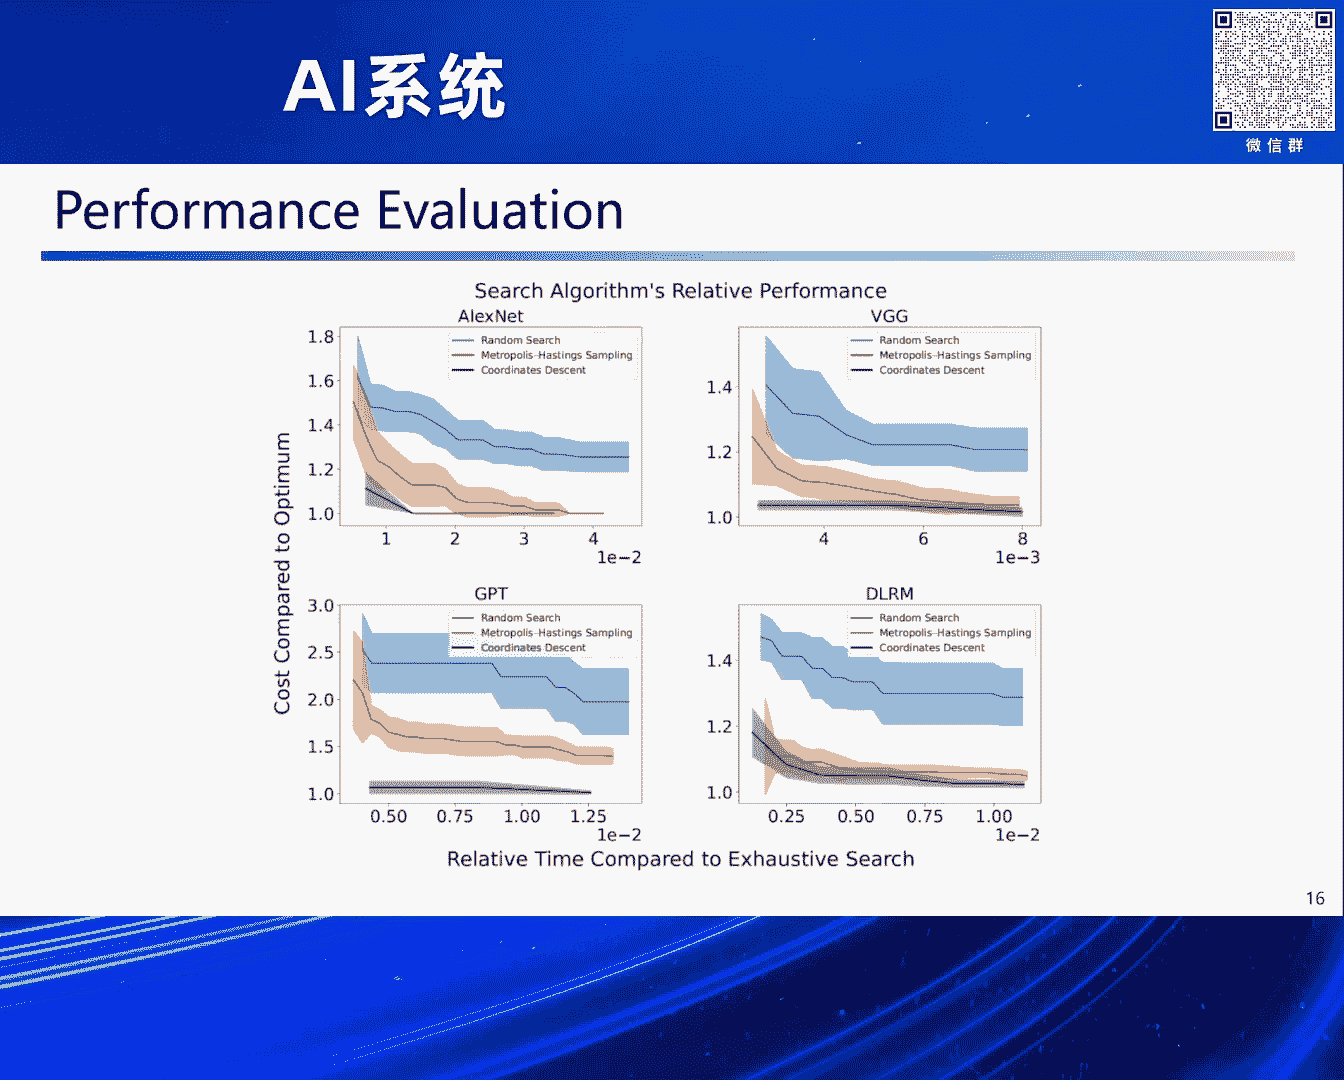 AI系统
微信群
Performance Evaluation
Search Algorithm's Relative Performance
AlexNet
Random Search
Metropolis-Hastings Sampling
Coordinates Descent
1.8
1.6
1.4
1.2
1.0
1 2 3 4
1e−2
VGG
Random Search
Metropolis-Hastings Sampling
Coordinates Descent
1.4
1.2
1.0
4 6 8
1e−3
Cost Compared to Optimum
GPT
Random Search
Metropolis-Hastings Sampling
Coordinates Descent
3.0
2.5
2.0
1.5
1.0
0.50 0.75 1.00 1.25
1e−2
DLRM
Random Search
Metropolis-Hastings Sampling
Coordinates Descent
1.4
1.2
1.0
0.25 0.50 0.75 1.00
1e−2
Relative Time Compared to Exhaustive Search
16